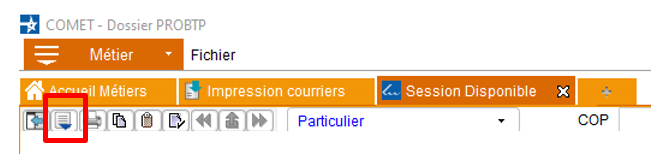 COMET - Dossier PROBTP
Métier Fichier
Accueil Métiers Impression courriers Session Disponible
Particulier COP